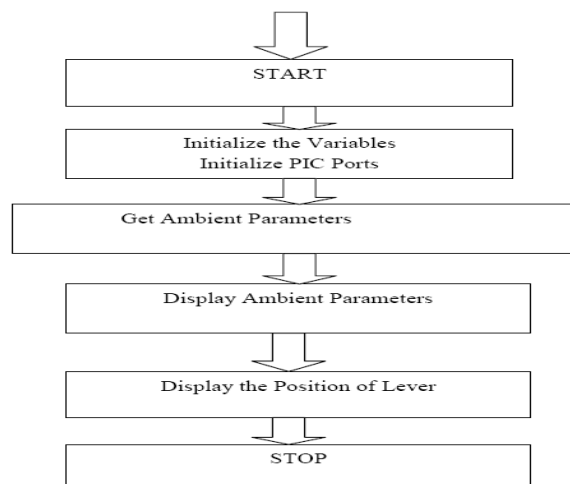 START
Initialize the Variables
Initialize PIC Ports
Get Ambient Parameters
Display Ambient Parameters
Display the Position of Lever
STOP